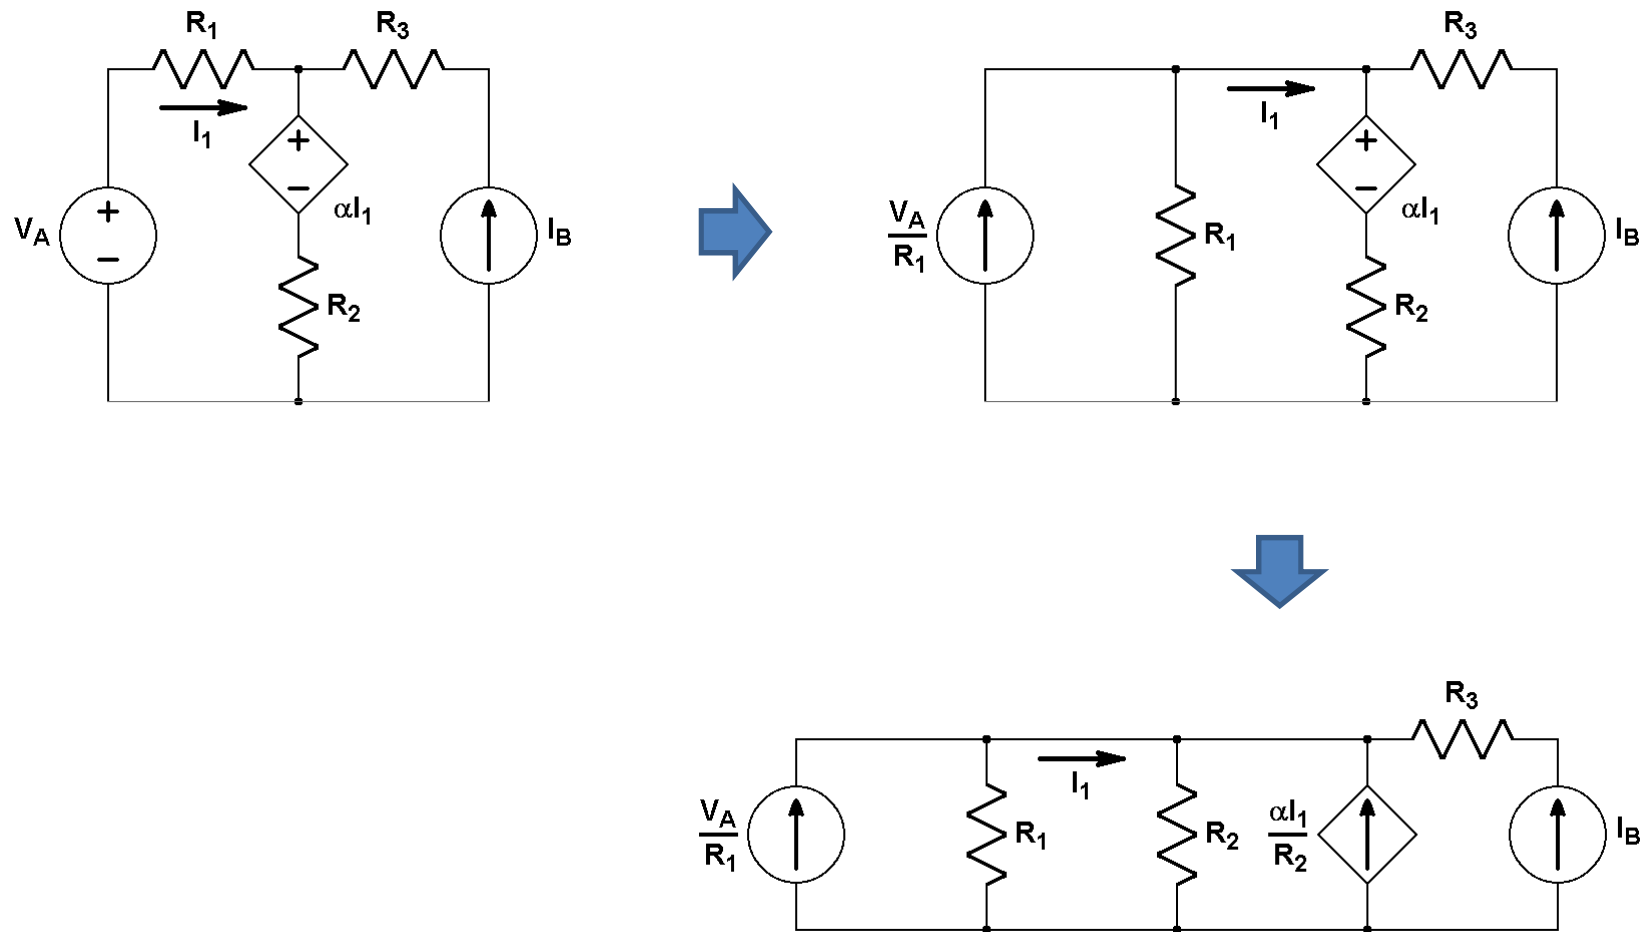 R₁ R₃
I₁
+
−
αI₁
V_A
+
−
I_B
R₂
R₃
I₁
+
−
αI₁
V_A
R₁
R₁
I_B
R₂
R₃
I₁
V_A
R₁
R₁
R₂
αI₁
R₂
I_B